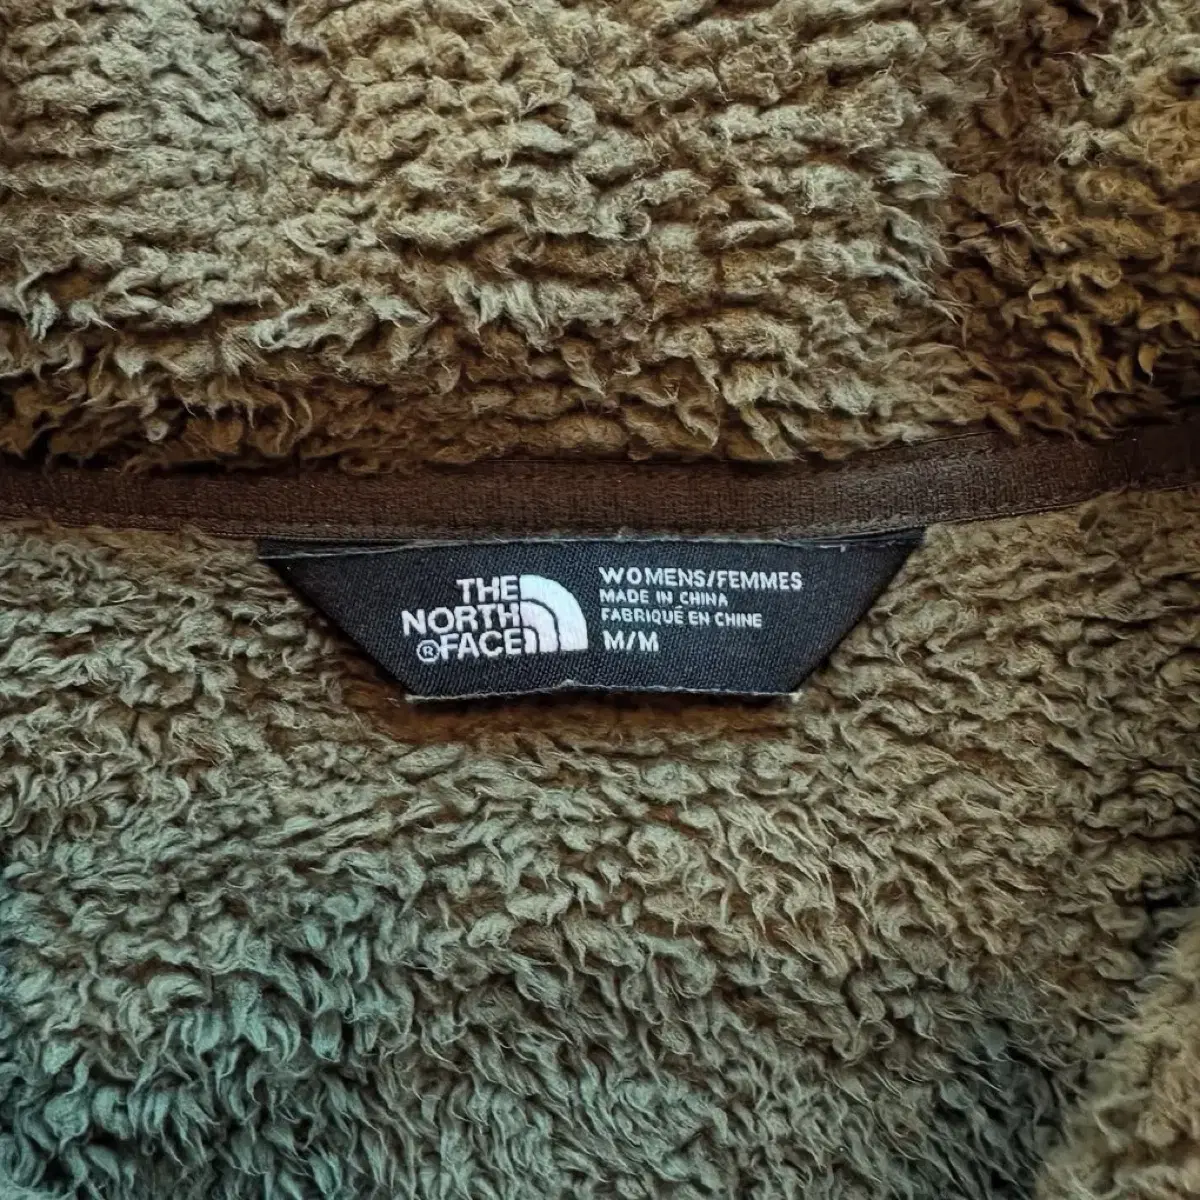 THE
NORTH
®FACE
WOMENS/FEMMES
MADE IN CHINA
FABRIQUÉ EN CHINE
M/M